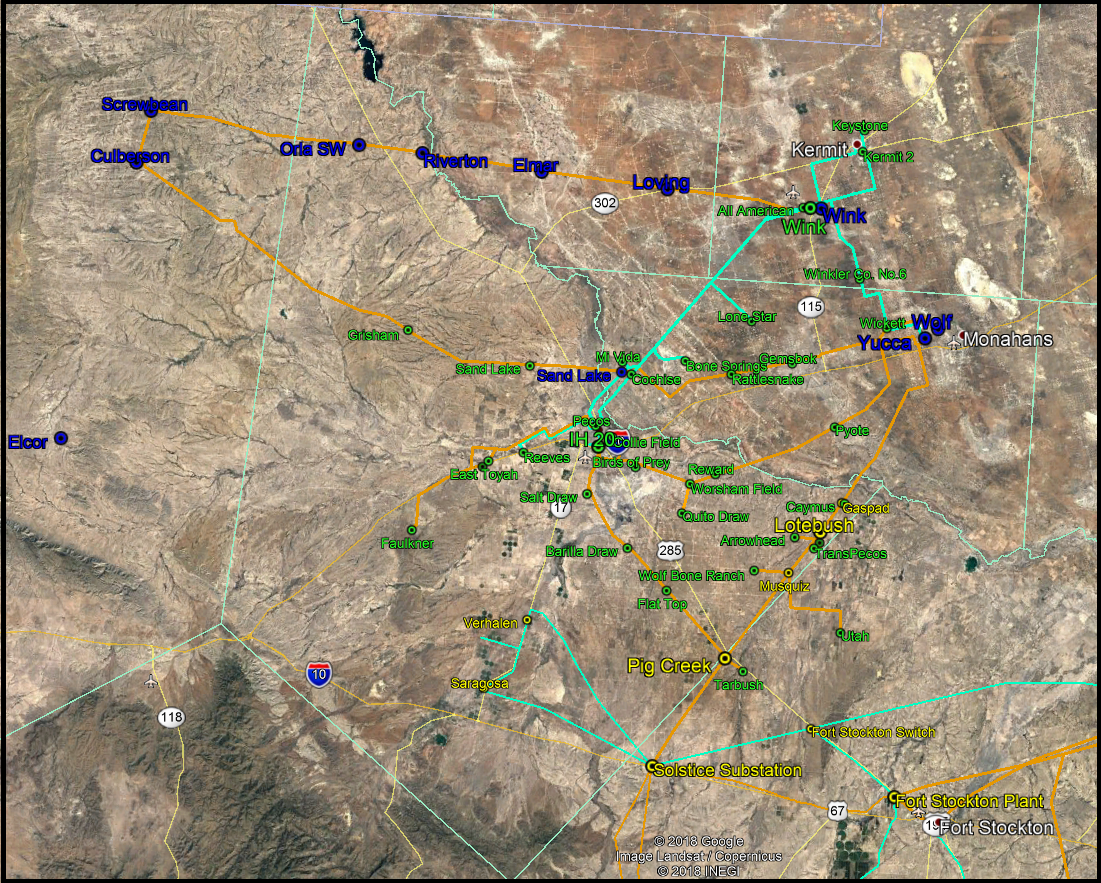 Screwbean
Culberson
Orla SW
Riverton
Elmer
Loving
302
Keystone
Kermit
Kermit 2
All American
Wink
Wink
Winkler Co. No.6
115
Lone Star
Wickett
Wolf
Yucca
Monahans
Grisham
Sand Lake
Mi Vida
Sand Lake
Cochise
Bone Springs
Gemsbok
Rattlesnake
Elcor
Pecos
IH 20
Collie Field
Pyote
Reeves
East Toyah
Birds of Prey
Reward
Worsham Field
Salt Draw
17
Quito Draw
Caymus
Gaspad
Lotebush
Faulkner
Barilla Draw
285
Arrowhead
TransPecos
Wolf Bone Ranch
Musquiz
Flat Top
Verhalen
Utah
Pig Creek
10
Tarbush
Saragosa
118
Fort Stockton Switch
Solstice Substation
67
Fort Stockton Plant
Fort Stockton
© 2018 Google
Image Landsat / Copernicus
© 2018 INEGI